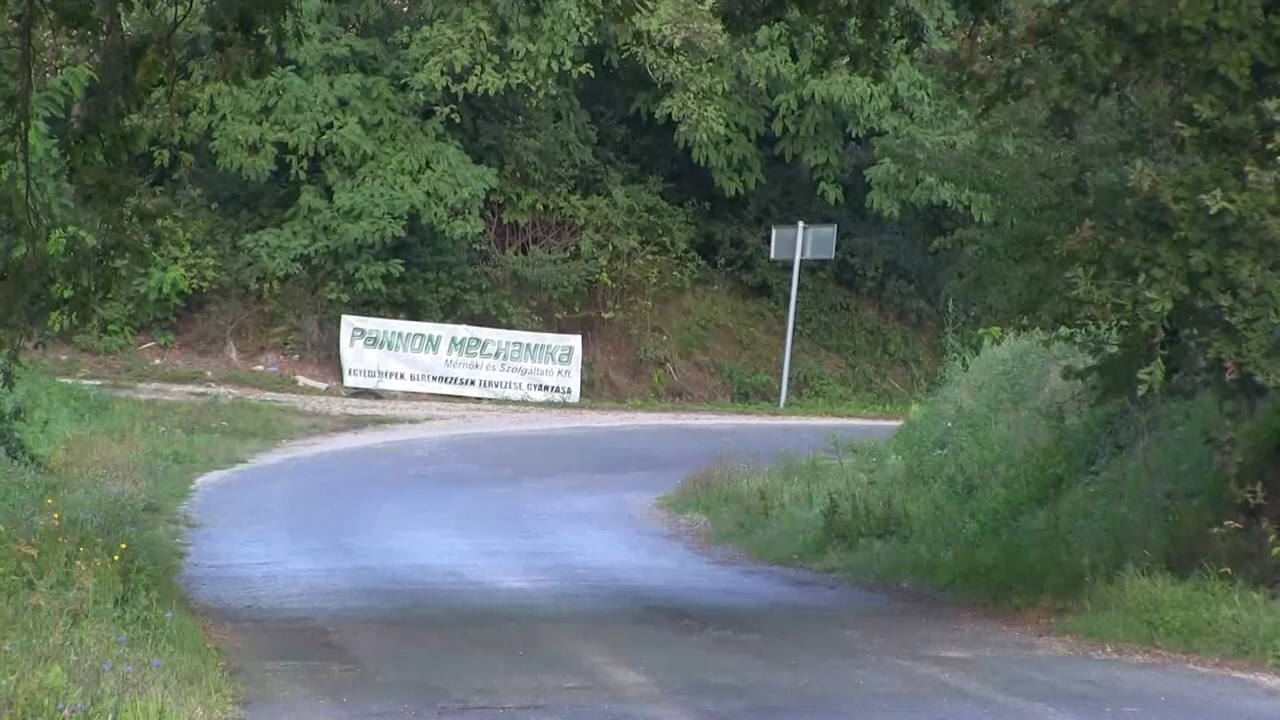 PANNON MECHANIKA
Mérnöki és Szolgáltató Kft.
EGYEDI GÉPEK, BERENDEZÉSEK TERVEZÉSE, GYÁRTÁSA